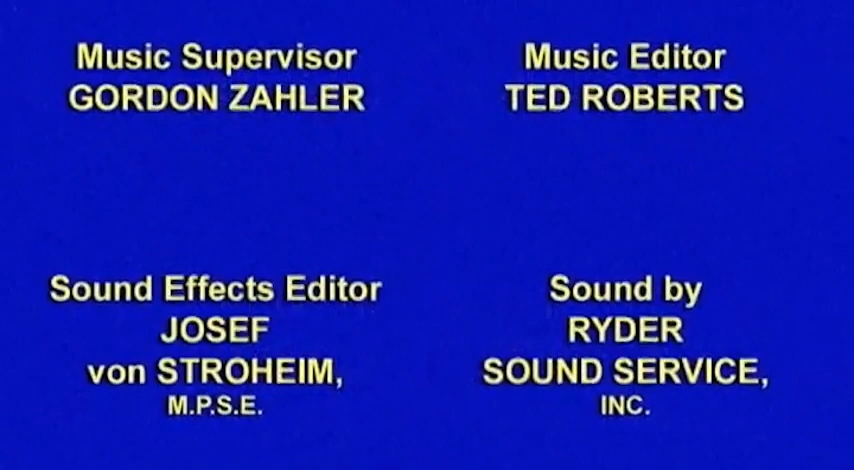 Music Supervisor
GORDON ZAHLER
Music Editor
TED ROBERTS
Sound Effects Editor
JOSEF
von STROHEIM,
M.P.S.E.
Sound by
RYDER
SOUND SERVICE,
INC.